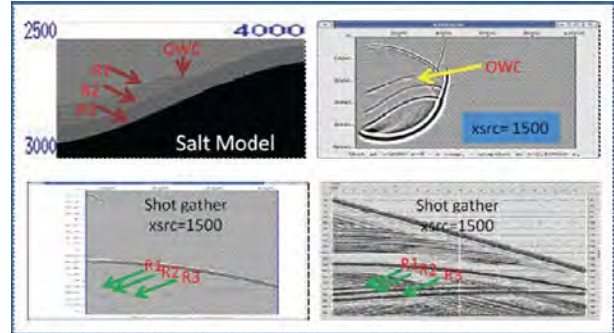 2500
4000
OWC
R1
R2
R3
3000
Salt Model
OWC
xsrc= 1500
Shot gather
xsrc=1500
R1
R2
R3
Shot gather
xsrc=1500
R1
R2
R3